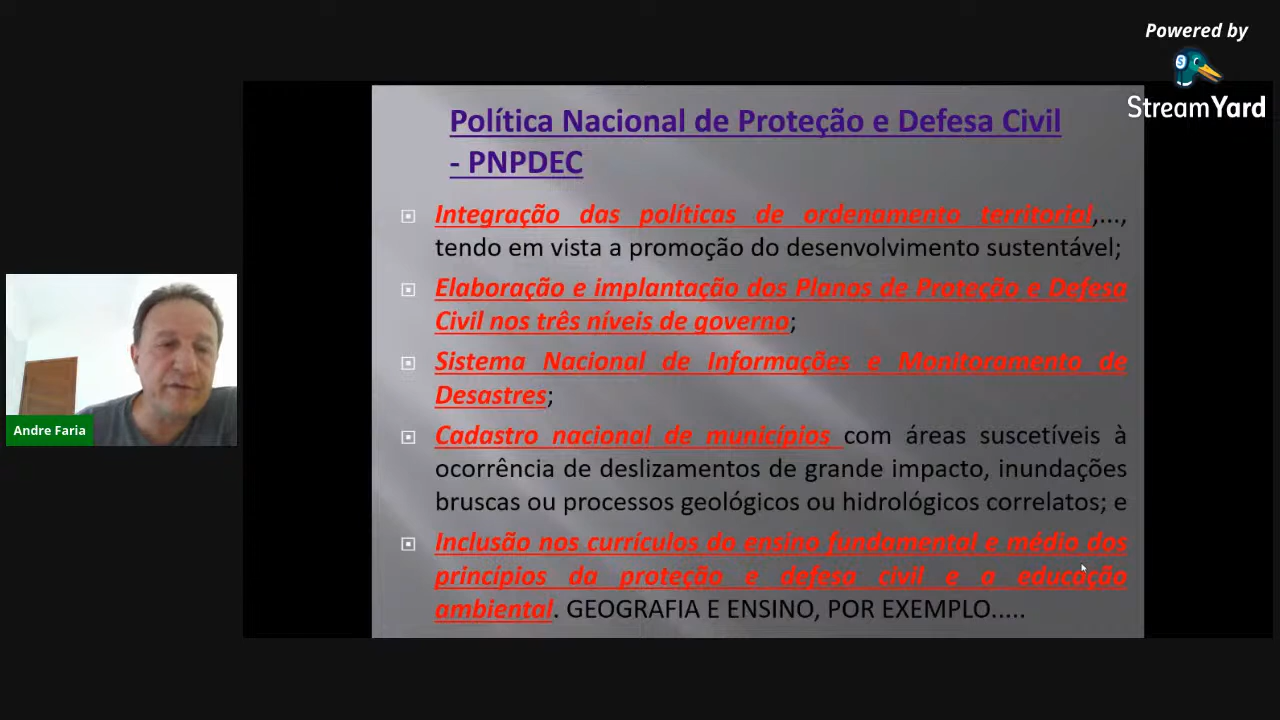 Powered by
StreamYard
Política Nacional de Proteção e Defesa Civil
- PNPDEC
Integração das políticas de ordenamento territorial,...,
tendo em vista a promoção do desenvolvimento sustentável;
Elaboração e implantação dos Planos de Proteção e Defesa
Civil nos três níveis de governo;
Sistema Nacional de Informações e Monitoramento de
Desastres;
Cadastro nacional de municípios com áreas suscetíveis à
ocorrência de deslizamentos de grande impacto, inundações
bruscas ou processos geológicos ou hidrológicos correlatos; e
Inclusão nos currículos do ensino fundamental e médio dos
princípios da proteção e defesa civil e a educação
ambiental. GEOGRAFIA E ENSINO, POR EXEMPLO.....
Andre Faria